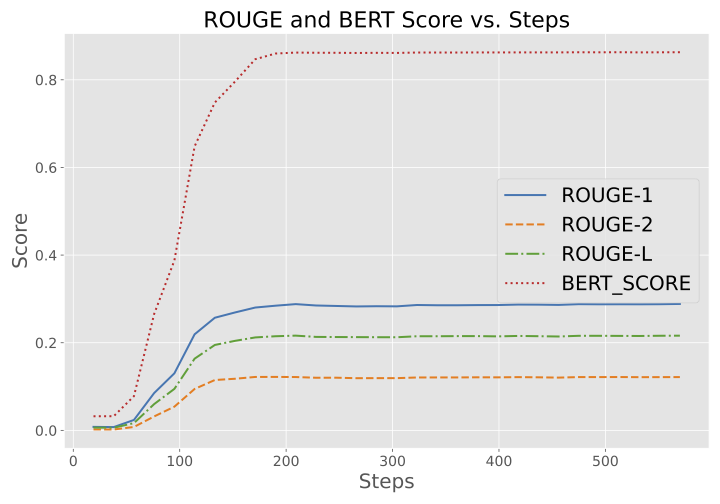 ROUGE and BERT Score vs. Steps
Score
0.8
0.6
0.4
0.2
0.0
ROUGE-1
ROUGE-2
ROUGE-L
BERT_SCORE
0 100 200 300 400 500
Steps